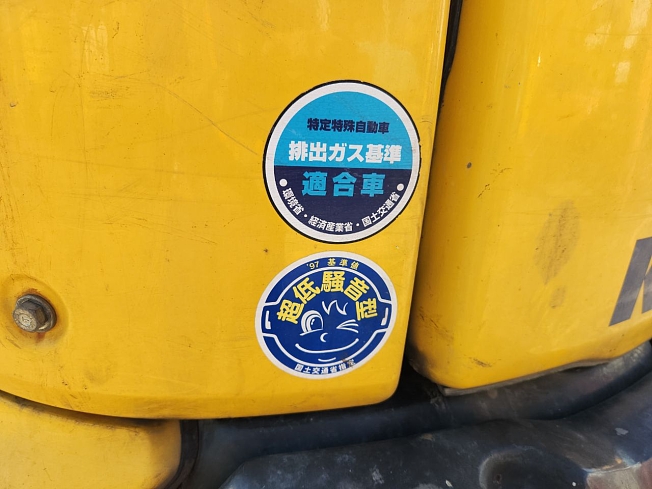 特定特殊自動車
排出ガス基準
適合車
・環境省・経済産業省・国土交通省・
'97 基準値
超低騒音型
国土交通省指定